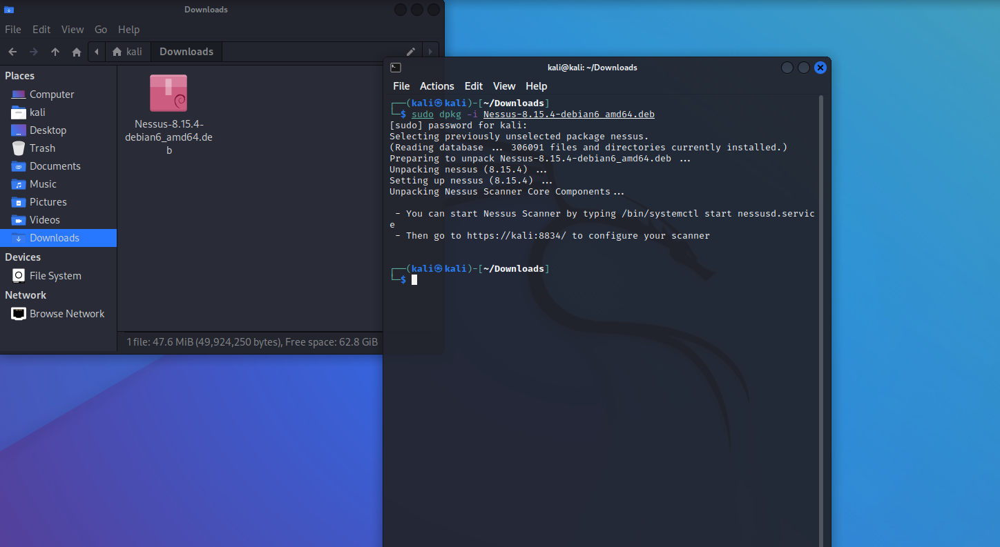 Downloads
File Edit View Go Help
kali Downloads
Places
Computer
kali
Desktop
Trash
Documents
Music
Pictures
Videos
Downloads
Devices
File System
Network
Browse Network
Nessus-8.15.4-
debian6_amd64.de
b
1 file: 47.6 MiB (49,924,250 bytes), Free space: 62.8 GiB
kali@kali: ~/Downloads
File Actions Edit View Help
┌──(kali㉿kali)-[~/Downloads]
└─$ sudo dpkg -i Nessus-8.15.4-debian6_amd64.deb
[sudo] password for kali:
Selecting previously unselected package nessus.
(Reading database ... 306091 files and directories currently installed.)
Preparing to unpack Nessus-8.15.4-debian6_amd64.deb ...
Unpacking nessus (8.15.4) ...
Setting up nessus (8.15.4) ...
Unpacking Nessus Scanner Core Components...
- You can start Nessus Scanner by typing /bin/systemctl start nessusd.servic
e
- Then go to https://kali:8834/ to configure your scanner
┌──(kali㉿kali)-[~/Downloads]
└─$